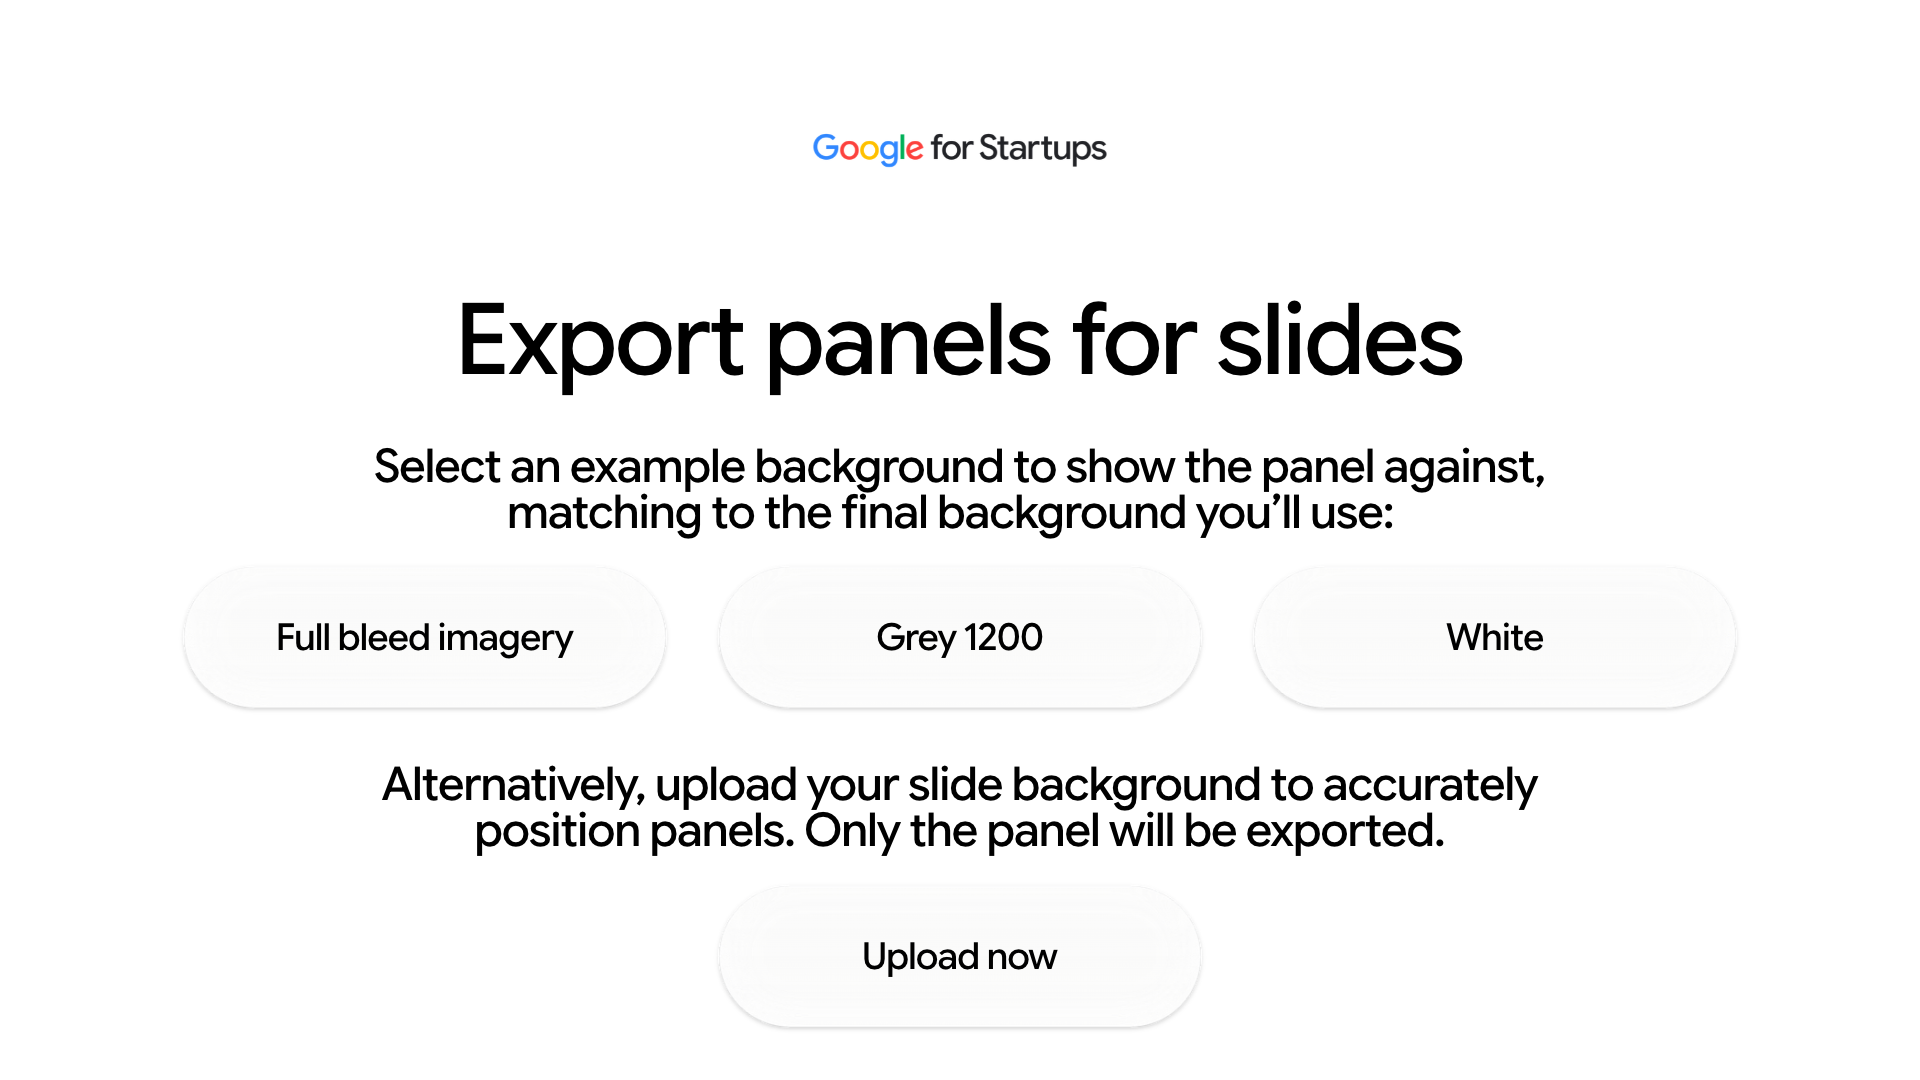 Google for Startups
Export panels for slides
Select an example background to show the panel against,
matching to the final background you’ll use:
Full bleed imagery
Grey 1200
White
Alternatively, upload your slide background to accurately
position panels. Only the panel will be exported.
Upload now